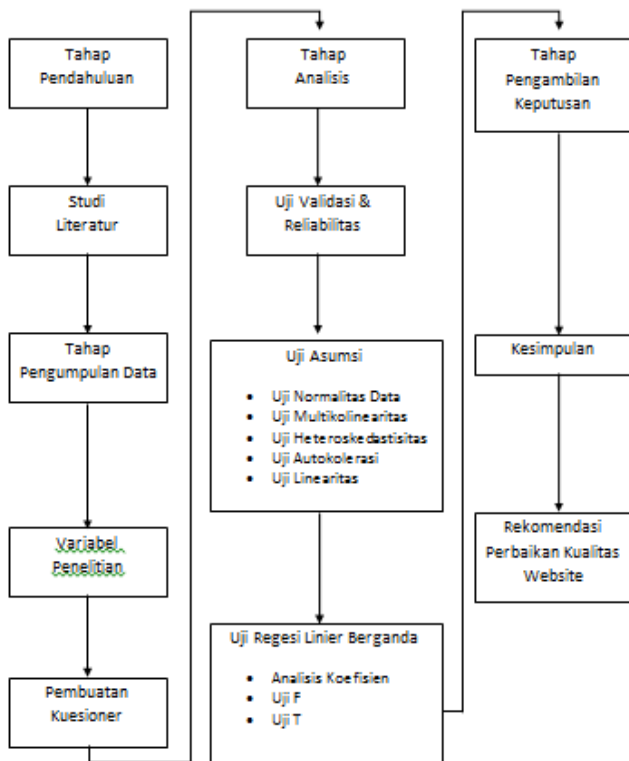 Tahap
Pendahuluan
Studi
Literatur
Tahap
Pengumpulan Data
Variabel
Penelitian
Pembuatan
Kuesioner
Tahap
Analisis
Uji Validasi &
Reliabilitas
Uji Asumsi
• Uji Normalitas Data
• Uji Multikolinearitas
• Uji Heteroskedastisitas
• Uji Autokolerasi
• Uji Linearitas
Uji Regesi Linier Berganda
• Analisis Koefisien
• Uji F
• Uji T
Tahap
Pengambilan
Keputusan
Kesimpulan
Rekomendasi
Perbaikan Kualitas
Website